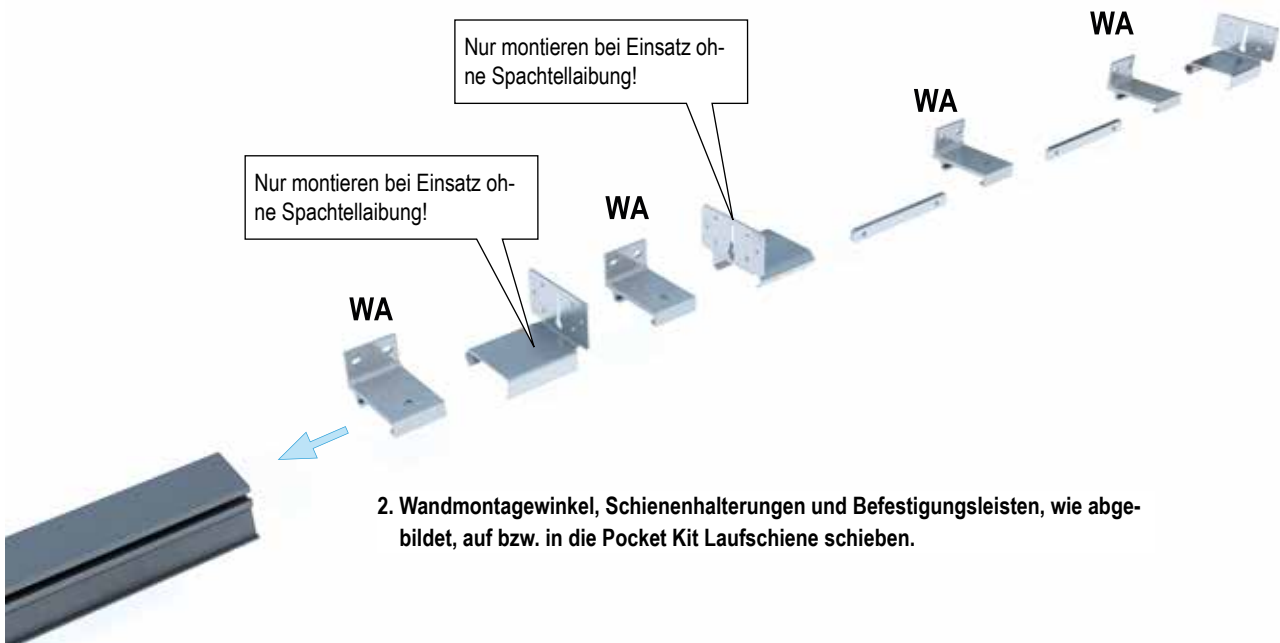 WA
Nur montieren bei Einsatz oh-
ne Spachtellaibung!
WA
Nur montieren bei Einsatz oh-
ne Spachtellaibung!
WA
WA
2. Wandmontagewinkel, Schienenhalterungen und Befestigungsleisten, wie abge-
bildet, auf bzw. in die Pocket Kit Laufschiene schieben.